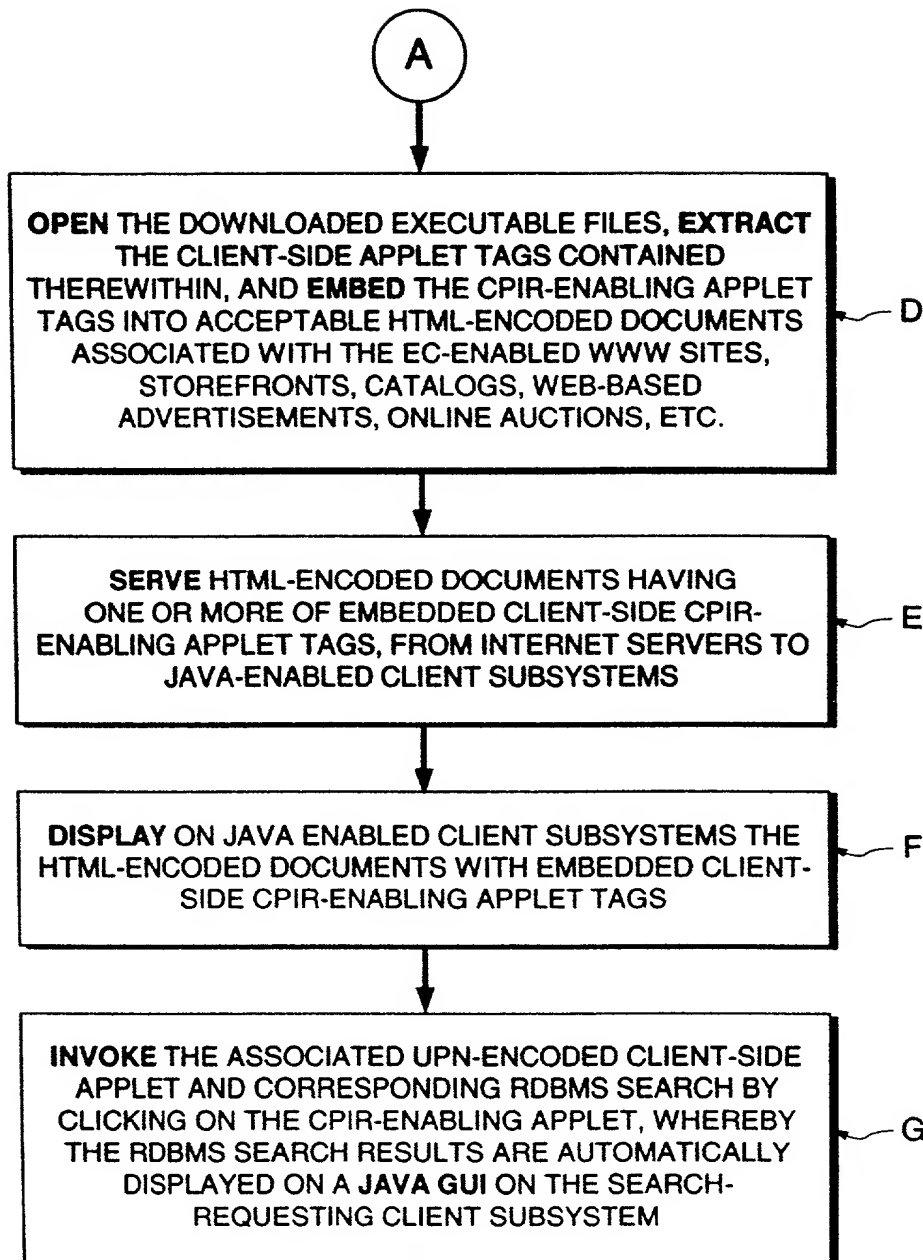 A
OPEN THE DOWNLOADED EXECUTABLE FILES, EXTRACT
THE CLIENT-SIDE APPLET TAGS CONTAINED
THEREWITHIN, AND EMBED THE CPIR-ENABLING APPLET
TAGS INTO ACCEPTABLE HTML-ENCODED DOCUMENTS
ASSOCIATED WITH THE EC-ENABLED WWW SITES,
STOREFRONTS, CATALOGS, WEB-BASED
ADVERTISEMENTS, ONLINE AUCTIONS, ETC.
D
SERVE HTML-ENCODED DOCUMENTS HAVING
ONE OR MORE OF EMBEDDED CLIENT-SIDE CPIR-
ENABLING APPLET TAGS, FROM INTERNET SERVERS TO
JAVA-ENABLED CLIENT SUBSYSTEMS
E
DISPLAY ON JAVA ENABLED CLIENT SUBSYSTEMS THE
HTML-ENCODED DOCUMENTS WITH EMBEDDED CLIENT-
SIDE CPIR-ENABLING APPLET TAGS
F
INVOKE THE ASSOCIATED UPN-ENCODED CLIENT-SIDE
APPLET AND CORRESPONDING RDBMS SEARCH BY
CLICKING ON THE CPIR-ENABLING APPLET, WHEREBY
THE RDBMS SEARCH RESULTS ARE AUTOMATICALLY
DISPLAYED ON A JAVA GUI ON THE SEARCH-
REQUESTING CLIENT SUBSYSTEM
G